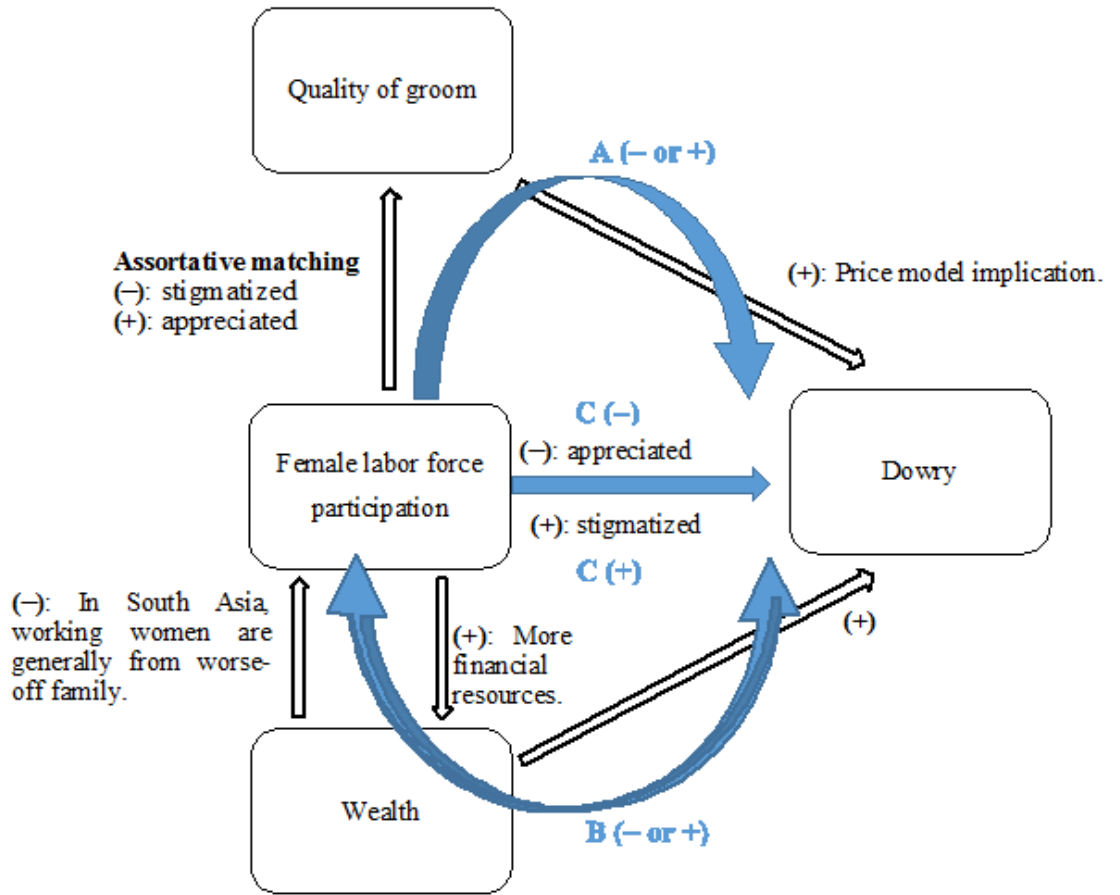 Quality of groom
A (– or +)
Assortative matching
(–): stigmatized
(+): appreciated
(+): Price model implication.
C (–)
(–): appreciated
Female labor force
participation
Dowry
(+): stigmatized
C (+)
(–): In South Asia,
working women are
generally from worse-
off family.
(+): More
financial
resources.
(+)
Wealth
B (– or +)